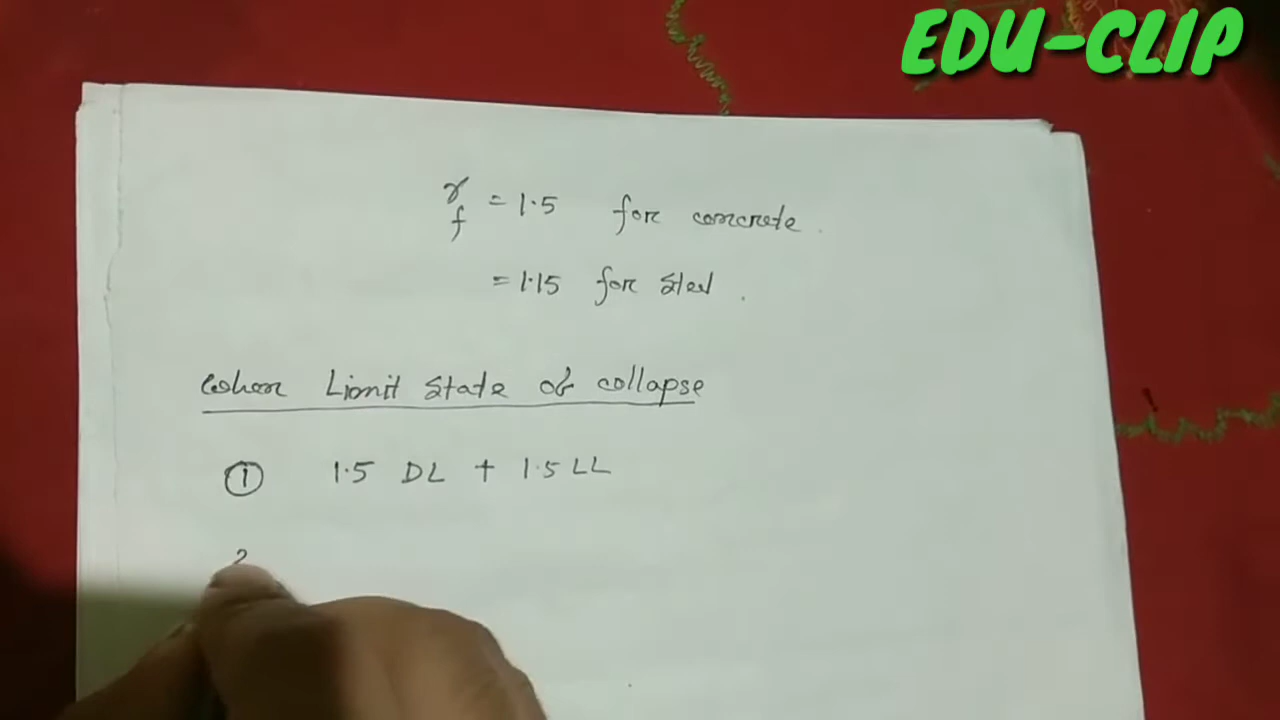 EDU-CLIP
γf = 1.5 for concrete.
= 1.15 for steel.
When Limit state of collapse
① 1.5 DL + 1.5 LL
2